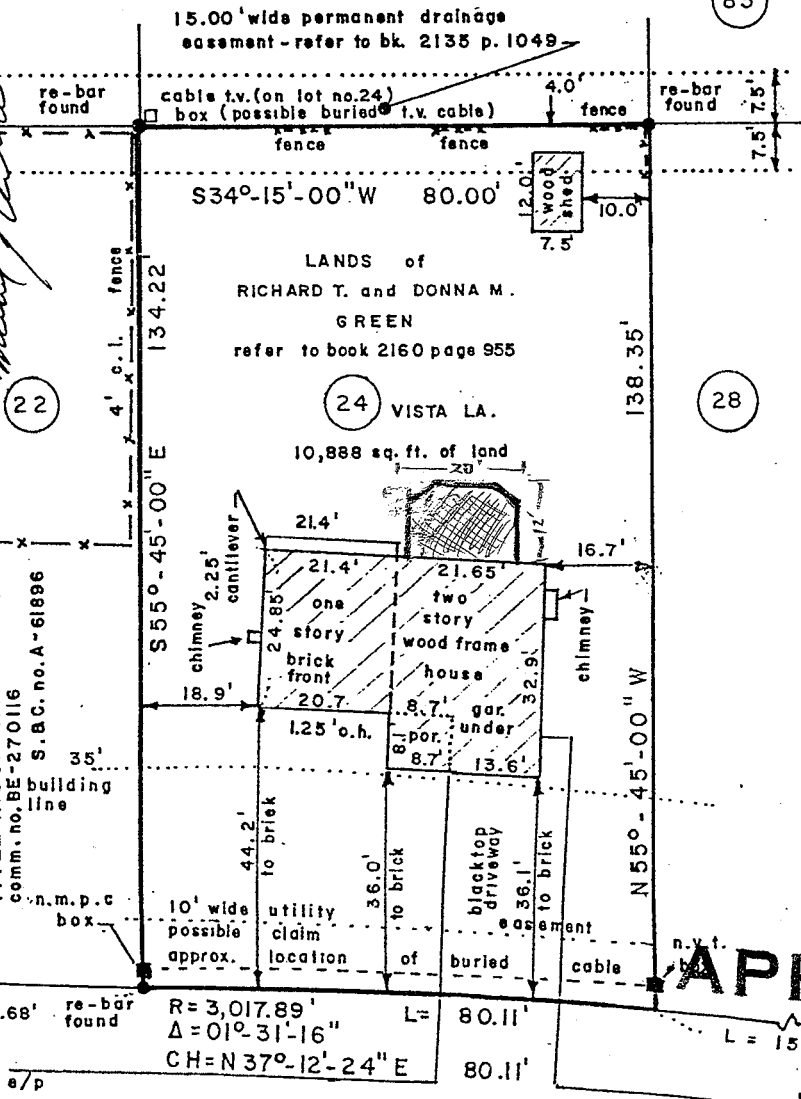 15.00' wide permanent drainage
easement - refer to bk. 2135 p. 1049
re-bar found
cable t.v. (on lot no.24)
box (possible buried t.v. cable)
4.0'
fence
re-bar found
7.5'
7.5'
fence
fence
S34°-15'-00"W 80.00'
12.0'
wood shed
10.0'
7.5'
4' c.l. fence
134.22'
LANDS of
RICHARD T. and DONNA M.
GREEN
refer to book 2160 page 955
138.35'
22
24 VISTA LA.
28
10,888 sq. ft. of land
20'
12'
S55°-45'-00" E
21.4'
2.25' cantilever
21.4'
21.65'
16.7'
one story brick front
two story wood frame house
24.85'
chimney
chimney
32.9'
18.9'
20.7
8.7'
gar. under
1.25' o.h.
8.1
por.
8.7'
13.6'
N55°-45'-00" W
comm. no. BE-270116
S.&C. no. A-61896
35'
building line
44.2' to brick
36.0' to brick
blacktop driveway
36.1' to brick
n.m.p.c box
10' wide utility easement
possible claim
approx. location of buried cable
n.y.t.
API
.68'
re-bar found
R = 3,017.89' L= 80.11'
Δ = 01°-31'-16"
CH = N 37°-12'-24" E 80.11'
L = 15
e/p